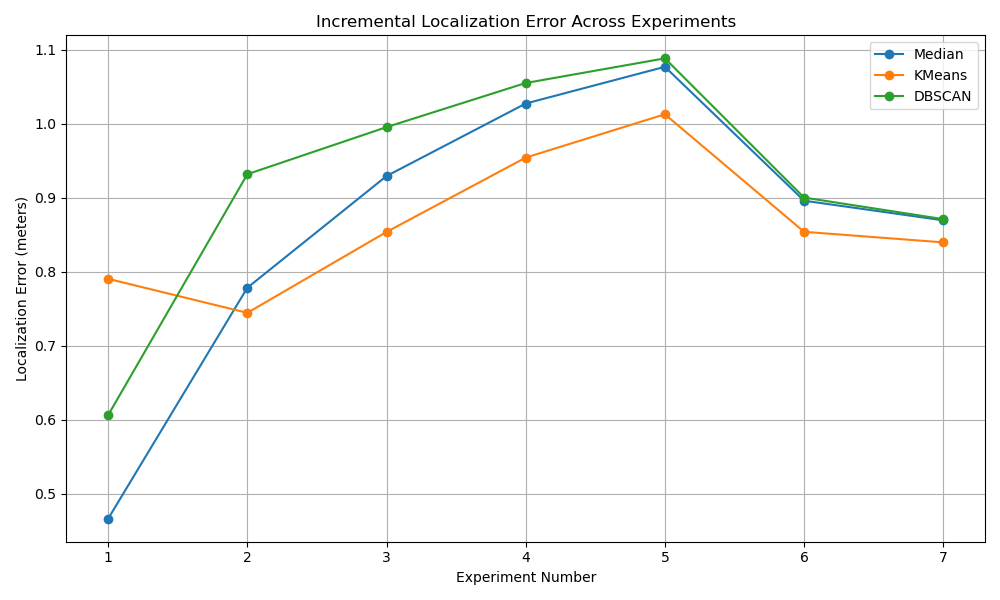 Incremental Localization Error Across Experiments
Localization Error (meters)
1.1
1.0
0.9
0.8
0.7
0.6
0.5
Median
KMeans
DBSCAN
1 2 3 4 5 6 7
Experiment Number